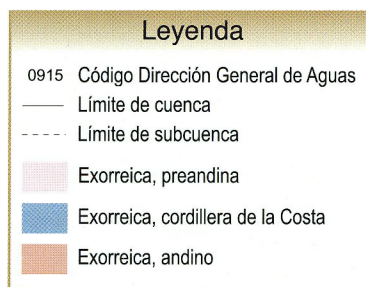 Leyenda
0915 Código Dirección General de Aguas
Límite de cuenca
Límite de subcuenca
Exorreica, preandina
Exorreica, cordillera de la Costa
Exorreica, andino